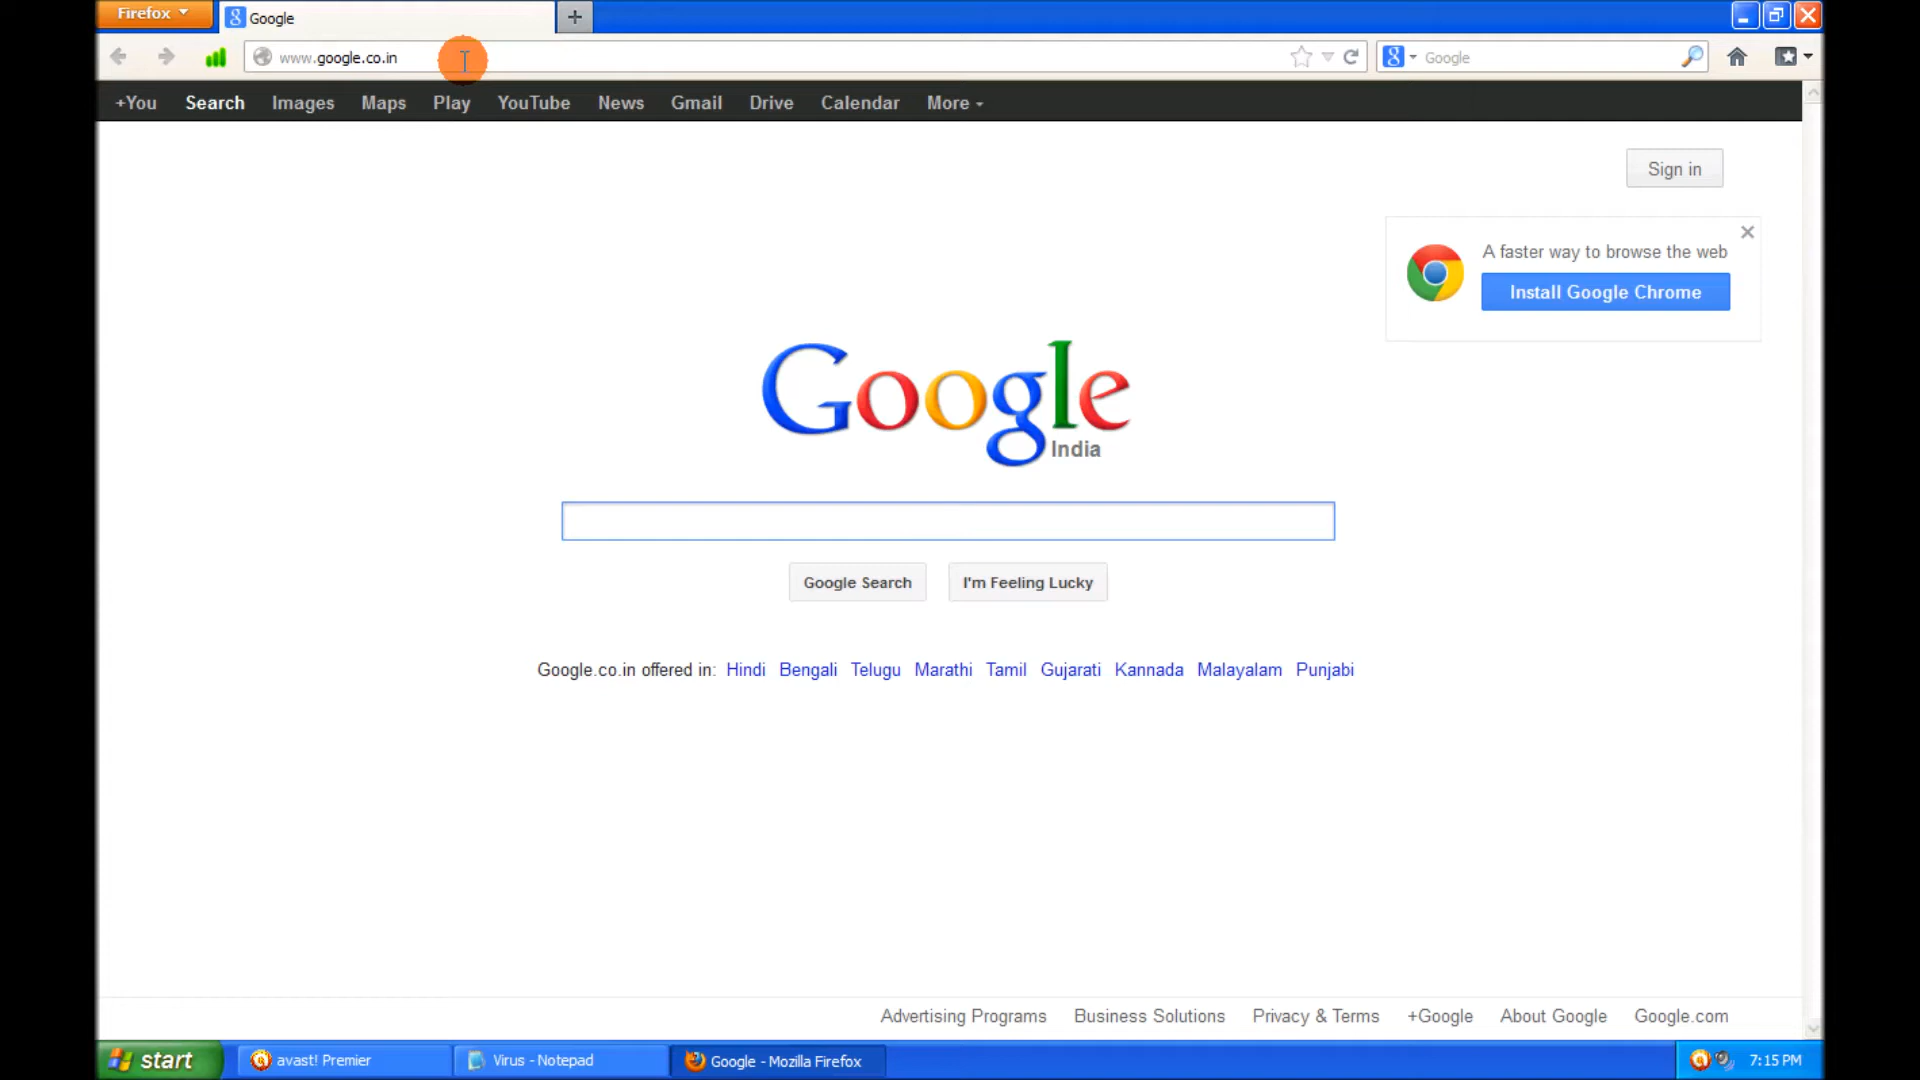 Firefox
Google
www.google.co.in
Google
+You Search Images Maps Play YouTube News Gmail Drive Calendar More
Sign in
A faster way to browse the web
Install Google Chrome
Google
India
Google Search I'm Feeling Lucky
Google.co.in offered in: Hindi Bengali Telugu Marathi Tamil Gujarati Kannada Malayalam Punjabi
Advertising Programs Business Solutions Privacy & Terms +Google About Google Google.com
start avast! Premier Virus - Notepad Google - Mozilla Firefox 7:15 PM